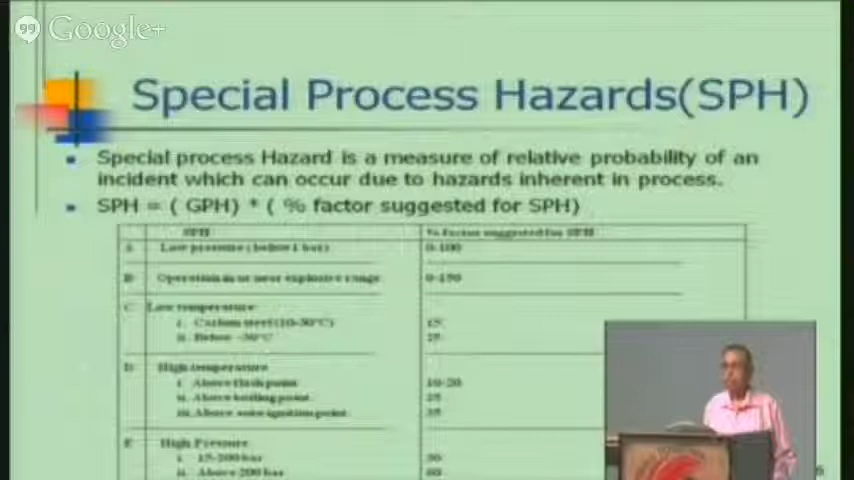 Google+
Special Process Hazards(SPH)
Special process Hazard is a measure of relative probability of an
incident which can occur due to hazards inherent in process.
SPH = ( GPH) * ( % factor suggested for SPH)
SPH % factor suggested for SPH
A Low pressure (below 1 bar) 0-100
B Operation in or near explosive range 0-150
C Low temperature
i. Carbon steel (10-30°C) 15
ii. Below -30°C 25
D High temperature
i. Above flash point 10-20
ii. Above boiling point 25
iii. Above auto ignition point 35
E High Pressure
i. 15-200 bar 30
ii. Above 200 bar 60
6